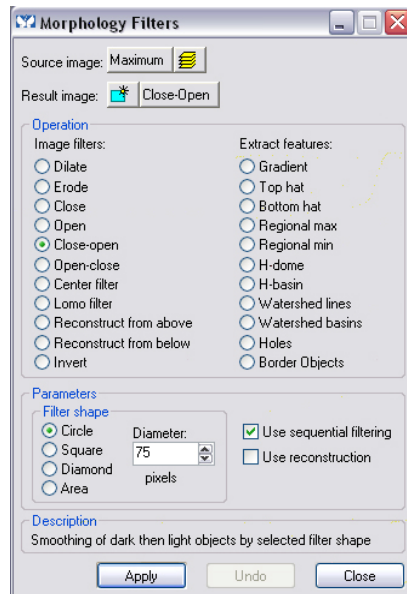 Morphology Filters
Source image: Maximum
Result image: Close-Open
Operation
Image filters:
Dilate
Erode
Close
Open
Close-open
Open-close
Center filter
Lomo filter
Reconstruct from above
Reconstruct from below
Invert
Extract features:
Gradient
Top hat
Bottom hat
Regional max
Regional min
H-dome
H-basin
Watershed lines
Watershed basins
Holes
Border Objects
Parameters
Filter shape
Circle
Square
Diamond
Area
Diameter:
75
pixels
Use sequential filtering
Use reconstruction
Description
Smoothing of dark then light objects by selected filter shape
Apply Undo Close